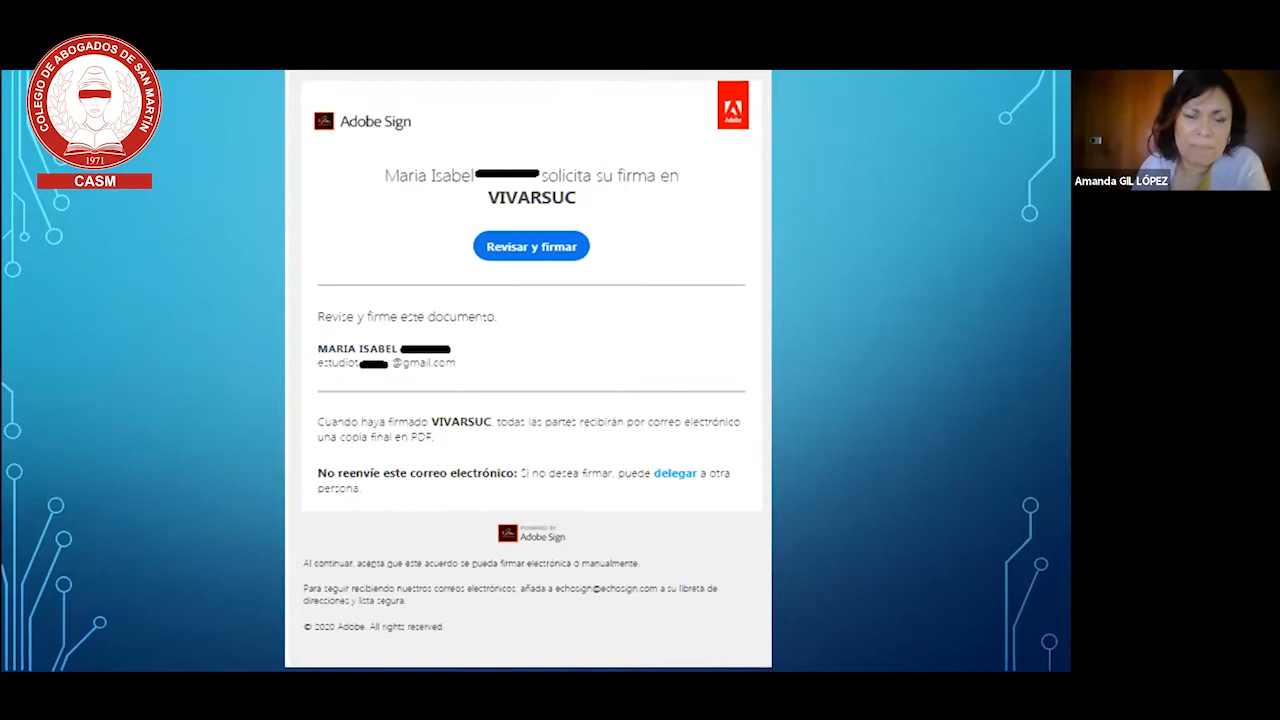 COLEGIO DE ABOGADOS DE SAN MARTÍN
1971
CASM
Adobe Sign
Adobe
Maria Isabel solicita su firma en
VIVARSUC
Revisar y firmar
Revise y firme este documento.
MARIA ISABEL
estudios @gmail.com
Cuando haya firmado VIVARSUC, todas las partes recibirán por correo electrónico
una copia final en PDF.
No reenvíe este correo electrónico: Si no desea firmar, puede delegar a otra
persona.
POWERED BY
Adobe Sign
Al continuar, acepta que este acuerdo se pueda firmar electrónica o manualmente.
Para seguir recibiendo nuestros correos electrónicos, añada a echosign@echosign.com a su libreta de
direcciones y lista segura.
© 2020 Adobe. All rights reserved.
Amanda GIL LÓPEZ